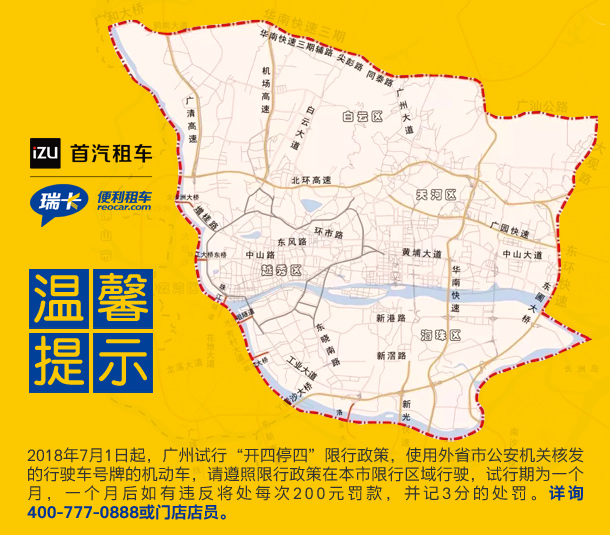 广和大桥
华南快速三期辅路 尖彭路 同泰路
机场高速
广清高速
白云大道
广州大道
白云区
广汕公路
iZU 首汽租车
瑞卡 便利租车
reocar.com
北环高速
天河区
增槎路
广园快速
环市路
东风路
中山路
越秀区
黄埔大道
中山大道
华南快速
东圃大桥
珠江
新港路
海珠区
东晓南路
新滘路
工业大道
新光
洛
温馨
提示
2018年7月1日起，广州试行“开四停四”限行政策，使用外省市公安机关核发
的行驶车号牌的机动车，请遵照限行政策在本市限行区域行驶，试行期为一个
月，一个月后如有违反将处每次200元罚款，并记3分的处罚。详询
400-777-0888或门店店员。